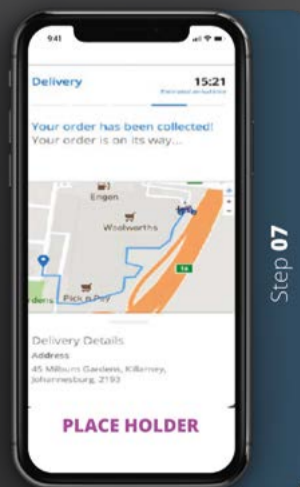 9:41
Delivery
15:21
Estimated arrival time
Your order has been collected!
Your order is on its way...
Engen
Woolworths
Pick n Pay
Delivery Details
Address
45 Milburn Gardens, Killarney,
Johannesburg, 2193
PLACE HOLDER
Step 07